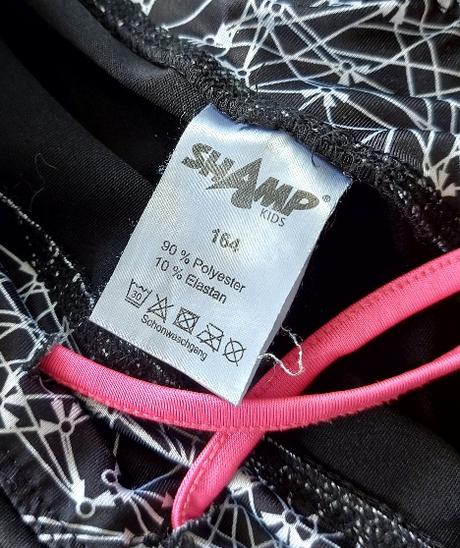 SHAMP®
KIDS
164
90 % Polyester
10 % Elastan
30
Schonwaschgang